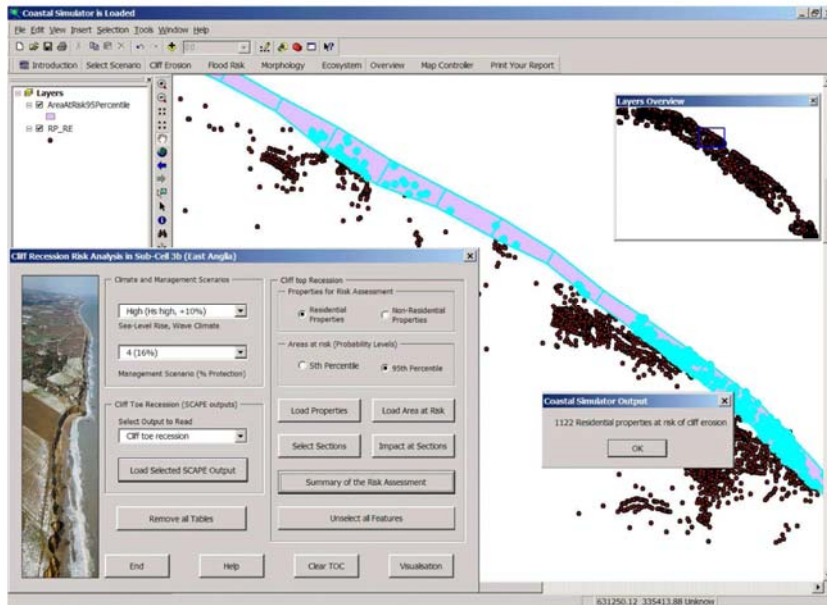 Coastal Simulator is Loaded
File Edit View Insert Selection Tools Window Help
Introduction Select Scenario Cliff Erosion Flood Risk Morphology Ecosystem Overview Map Controller Print Your Report
Layers
AreaAtRisk95Percentile
RP_RE
Layers Overview
Cliff Recession Risk Analysis in Sub-Cell 3b (East Anglia)
Climate and Management Scenarios
High (Hs high, +10%)
Sea-Level Rise, Wave Climate
4 (16%)
Management Scenario (% Protection)
Cliff Toe Recession (SCAPE outputs)
Select Output to Read
Cliff toe recession
Load Selected SCAPE Output
Remove all Tables
Cliff top Recession
Properties for Risk Assessment
Residential Properties
Non-Residential Properties
Areas at risk (Probability Levels)
5th Percentile
95th Percentile
Load Properties
Load Area at Risk
Select Sections
Impact at Sections
Summary of the Risk Assessment
Unselect all Features
End
Help
Clear TOC
Visualisation
Coastal Simulator Output
1122 Residential properties at risk of cliff erosion
OK
631250.12 335413.88 Unknow